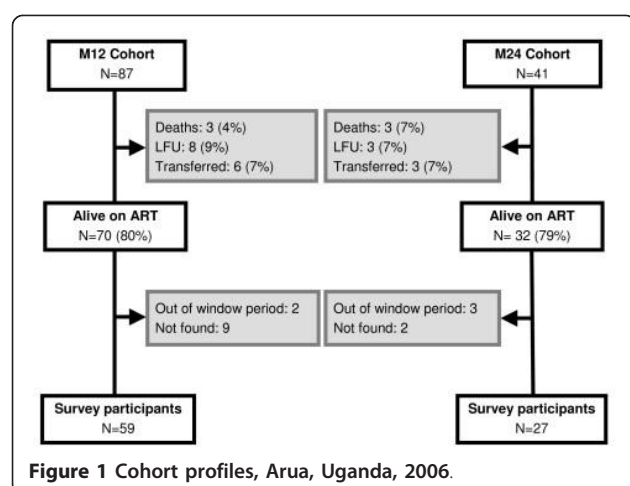 M12 Cohort
N=87
M24 Cohort
N=41
Deaths: 3 (4%)
LFU: 8 (9%)
Transferred: 6 (7%)
Deaths: 3 (7%)
LFU: 3 (7%)
Transferred: 3 (7%)
Alive on ART
N=70 (80%)
Alive on ART
N= 32 (79%)
Out of window period: 2
Not found: 9
Out of window period: 3
Not found: 2
Survey participants
N=59
Survey participants
N=27
Figure 1 Cohort profiles, Arua, Uganda, 2006.